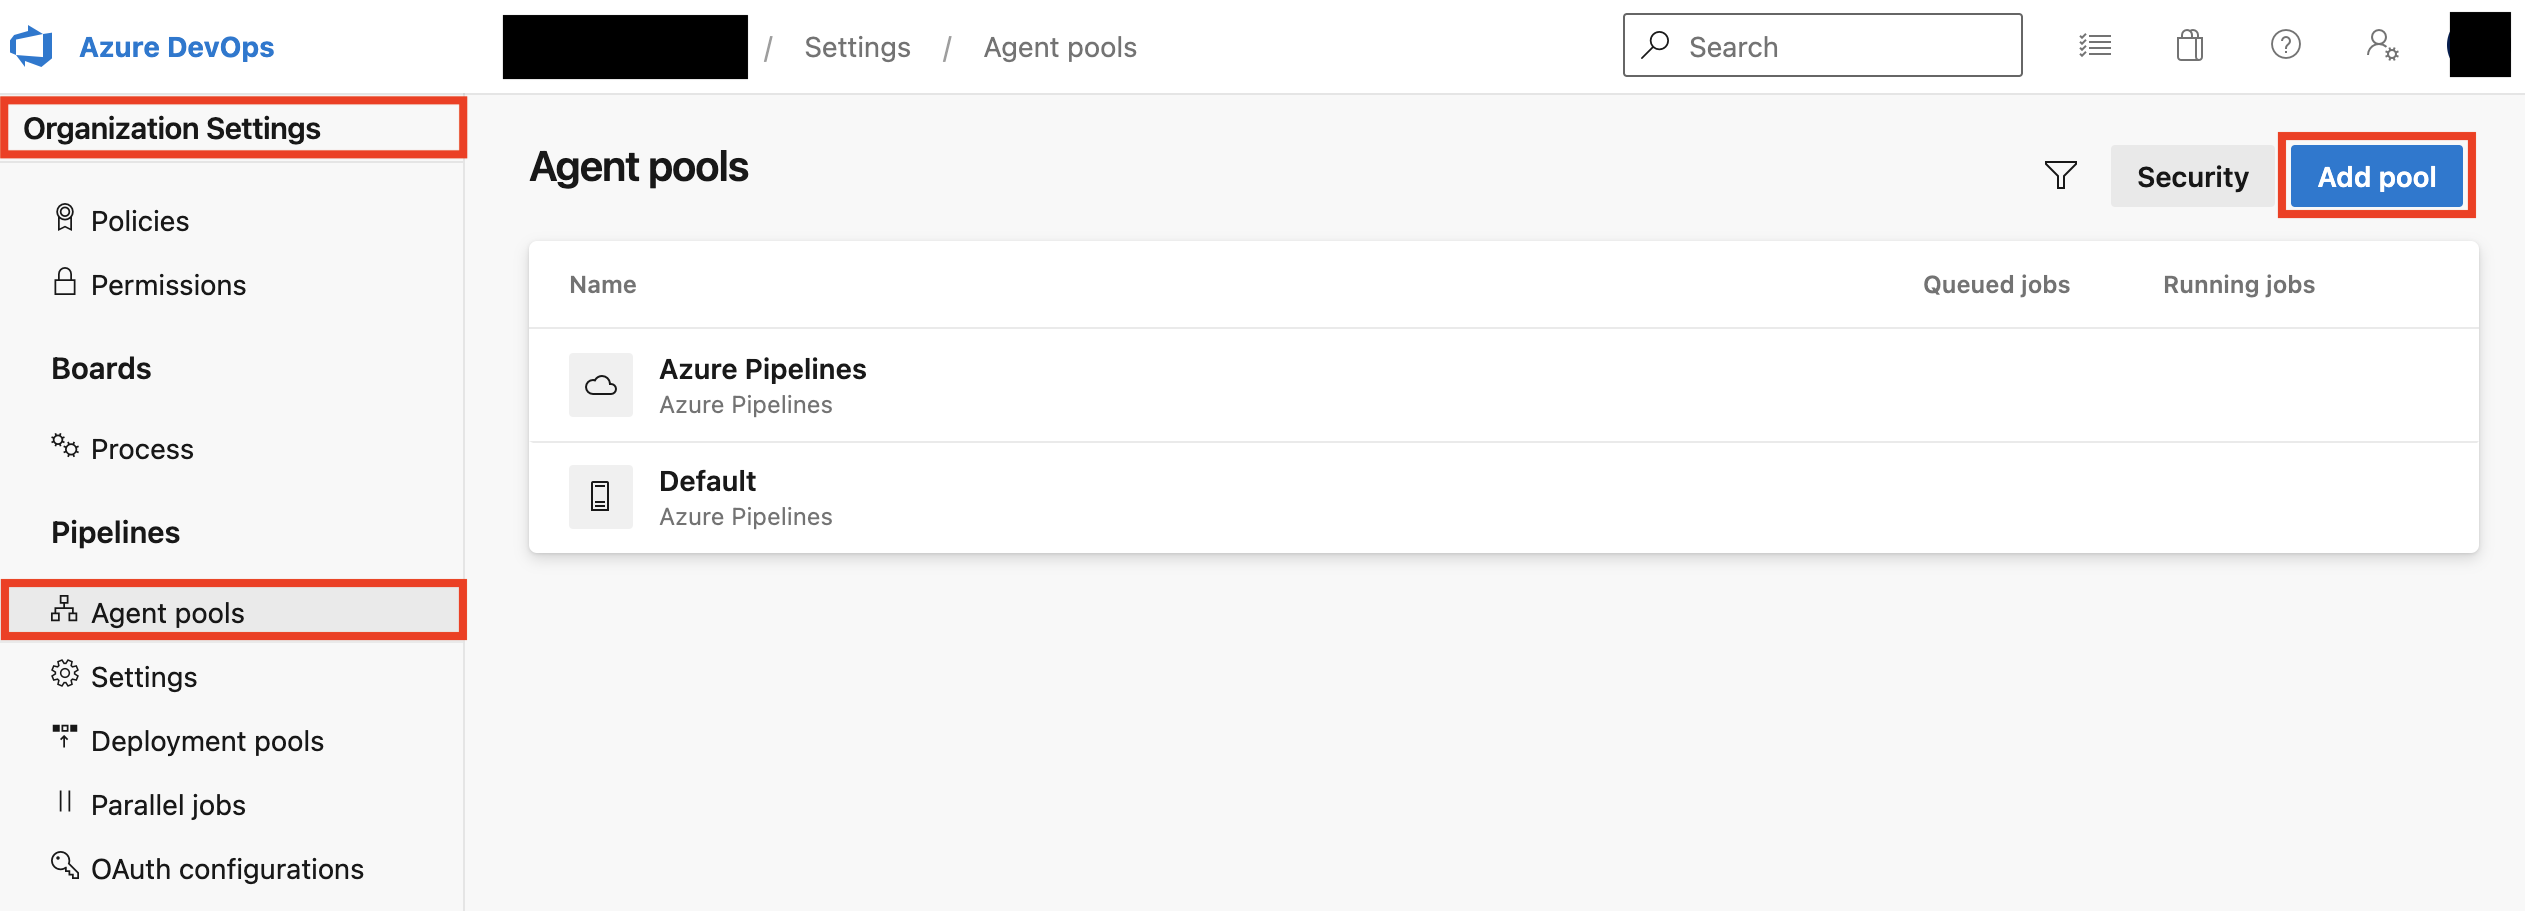 Azure DevOps
/ Settings / Agent pools
Search
Organization Settings
Policies
Permissions
Boards
Process
Pipelines
Agent pools
Settings
Deployment pools
Parallel jobs
OAuth configurations
Agent pools
Security
Add pool
Name
Queued jobs
Running jobs
Azure Pipelines
Azure Pipelines
Default
Azure Pipelines